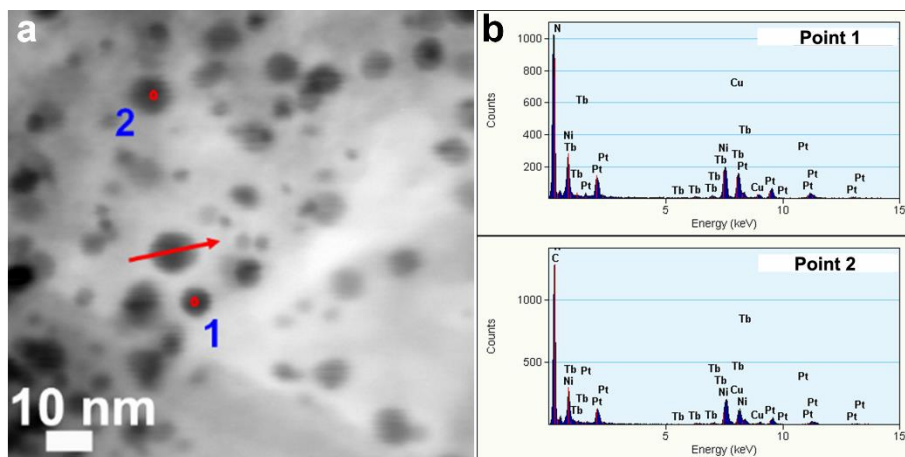 a
2
1
10 nm
b
Point 1
N
Tb
Cu
Tb
Pt
Ni
Tb
Pt
Pt
Ni
Tb
Tb
Pt
Tb
Pt
Tb
Tb
Tb
Cu
Pt
Pt
Pt
Pt
Pt
Pt
1000
800
600
400
200
Counts
5
10
15
Energy (keV)
Point 2
C
Tb
Tb
Ni
Tb
Tb
Pt
Pt
Tb
Tb
Ni
Tb
Cu
Ni
Tb
Tb
Tb
Cu
Pt
Pt
Pt
Pt
Pt
Pt
Pt
1000
500
Counts
5
10
15
Energy (keV)